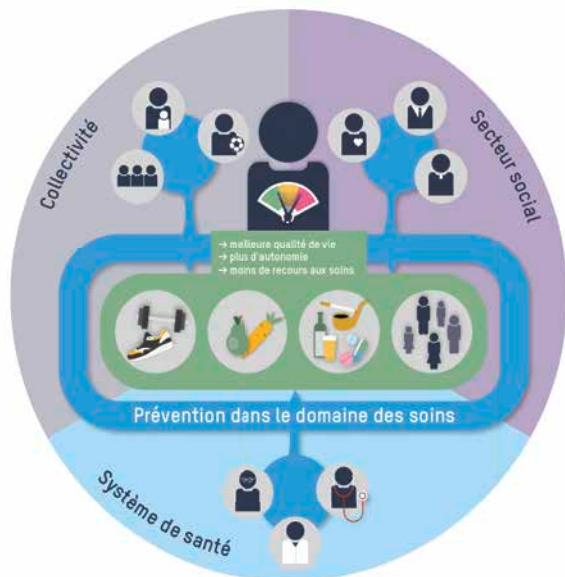 Collectivité
Secteur social
→ meilleure qualité de vie
→ plus d'autonomie
→ moins de recours aux soins
Prévention dans le domaine des soins
Système de santé